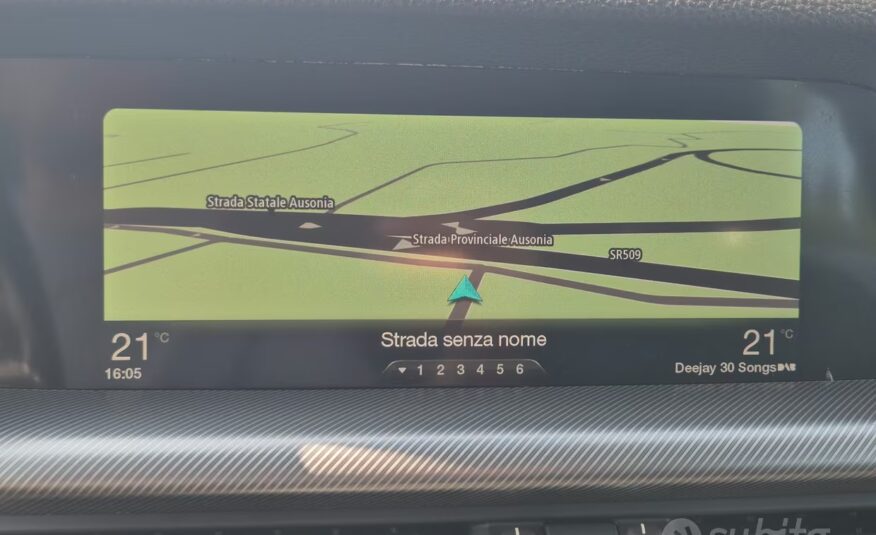 Strada Statale Ausonia
Strada Provinciale Ausonia
SR509
21 °C
Strada senza nome
21 °C
16:05
1 2 3 4 5 6
Deejay 30 Songs DAB
subito